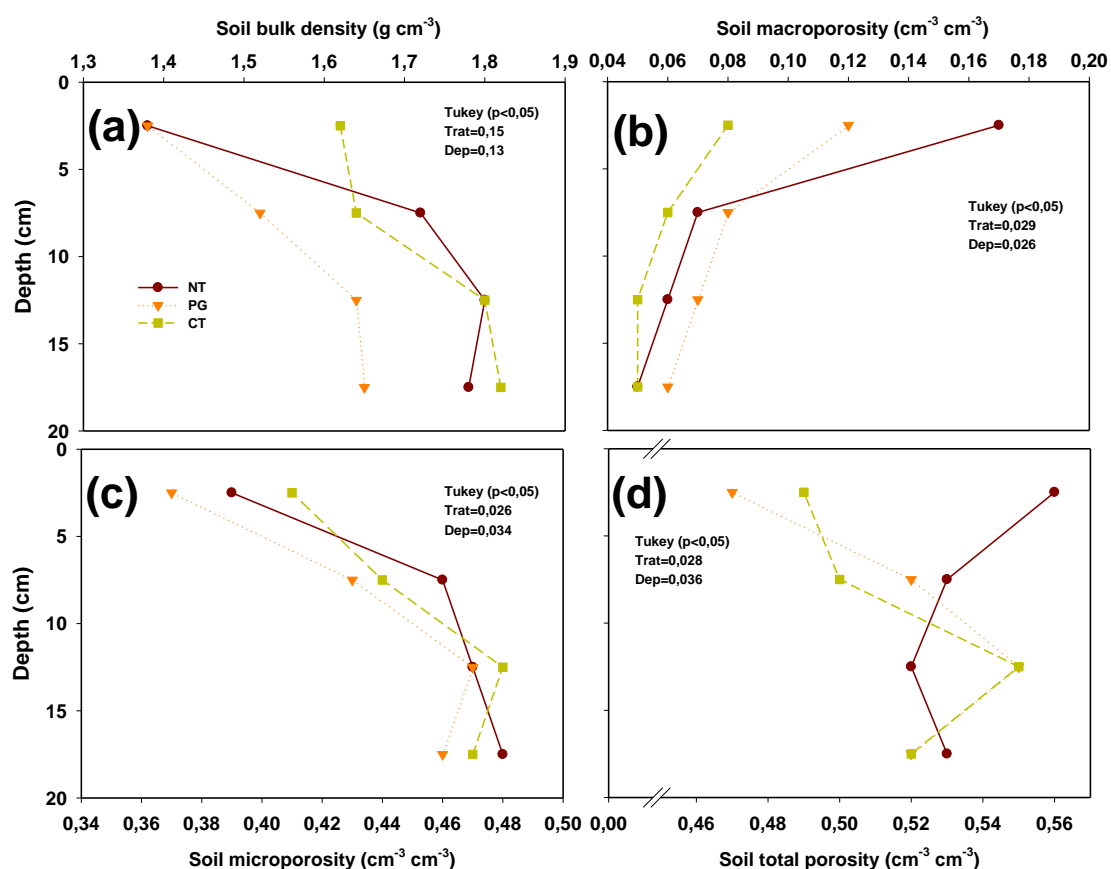 Soil bulk density (g cm-3)
1,3 1,4 1,5 1,6 1,7 1,8 1,9
Soil macroporosity (cm-3 cm-3)
0,04 0,06 0,08 0,10 0,12 0,14 0,16 0,18 0,20
Depth (cm)
0
5
10
15
20
(a)
Tukey (p<0,05)
Trat=0,15
Dep=0,13
NT
PG
CT
(b)
Tukey (p<0,05)
Trat=0,029
Dep=0,026
Depth (cm)
0
5
10
15
20
(c)
Tukey (p<0,05)
Trat=0,026
Dep=0,034
(d)
Tukey (p<0,05)
Trat=0,028
Dep=0,036
0,34 0,36 0,38 0,40 0,42 0,44 0,46 0,48 0,50
Soil microporosity (cm-3 cm-3)
0,00 0,46 0,48 0,50 0,52 0,54 0,56
Soil total porosity (cm-3 cm-3)